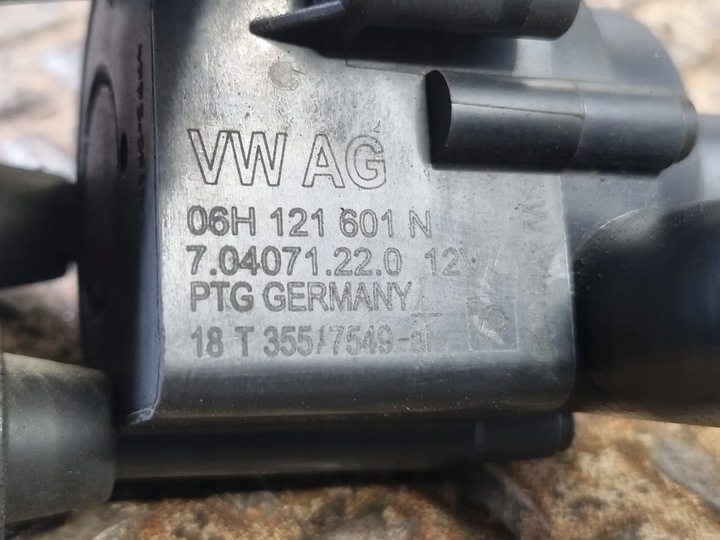 VW AG
06H 121 601 N
7.04071.22.0 12V
PTG GERMANY
18 T 355/7549-